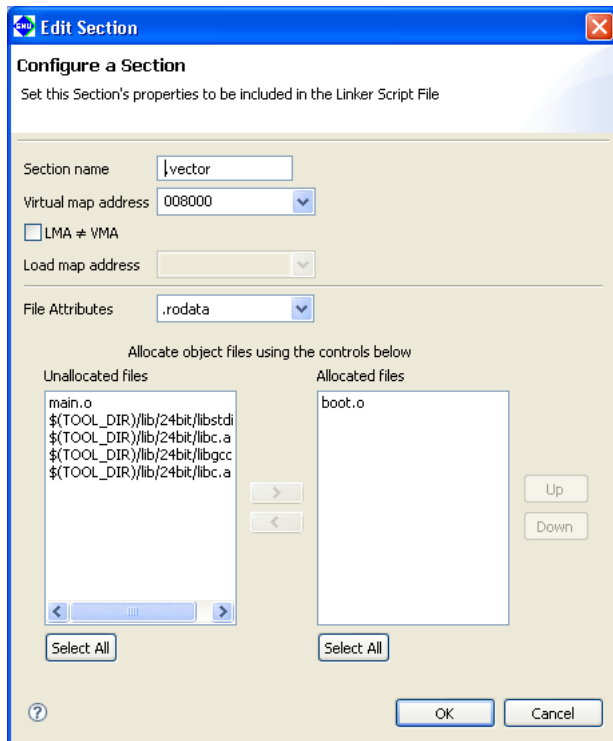 GNU Edit Section
Configure a Section
Set this Section's properties to be included in the Linker Script File
Section name .vector
Virtual map address 008000
LMA ≠ VMA
Load map address
File Attributes .rodata
Allocate object files using the controls below
Unallocated files Allocated files
main.o boot.o
$(TOOL_DIR)/lib/24bit/libstdi
$(TOOL_DIR)/lib/24bit/libc.a
$(TOOL_DIR)/lib/24bit/libgcc
$(TOOL_DIR)/lib/24bit/libc.a
> Up
< Down
Select All Select All
? OK Cancel